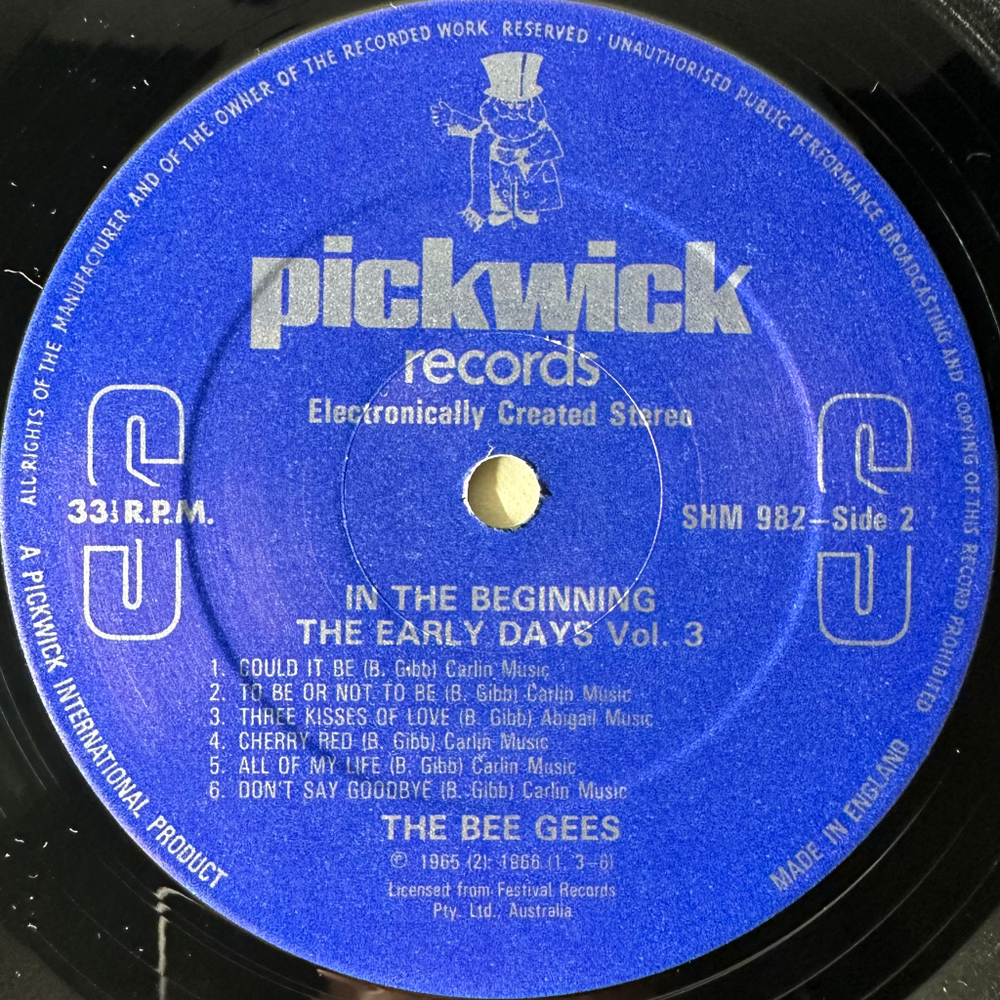 ALL RIGHTS OF THE MANUFACTURER AND OF THE OWNER OF THE RECORDED WORK RESERVED · UNAUTHORISED PUBLIC PERFORMANCE BROADCASTING AND COPYING OF THIS RECORD PROHIBITED
pickwick
records
Electronically Created Stereo
S S
33⅓ R.P.M.
SHM 982–Side 2
IN THE BEGINNING
THE EARLY DAYS Vol. 3
1. COULD IT BE (B. Gibb) Carlin Music
2. TO BE OR NOT TO BE (B. Gibb) Carlin Music
3. THREE KISSES OF LOVE (B. Gibb) Abigail Music
4. CHERRY RED (B. Gibb) Carlin Music
5. ALL OF MY LIFE (B. Gibb) Carlin Music
6. DON'T SAY GOODBYE (B. Gibb) Carlin Music
THE BEE GEES
℗ 1965 (2); 1966 (1, 3–6)
Licensed from Festival Records
Pty. Ltd., Australia
A PICKWICK INTERNATIONAL PRODUCT
MADE IN ENGLAND